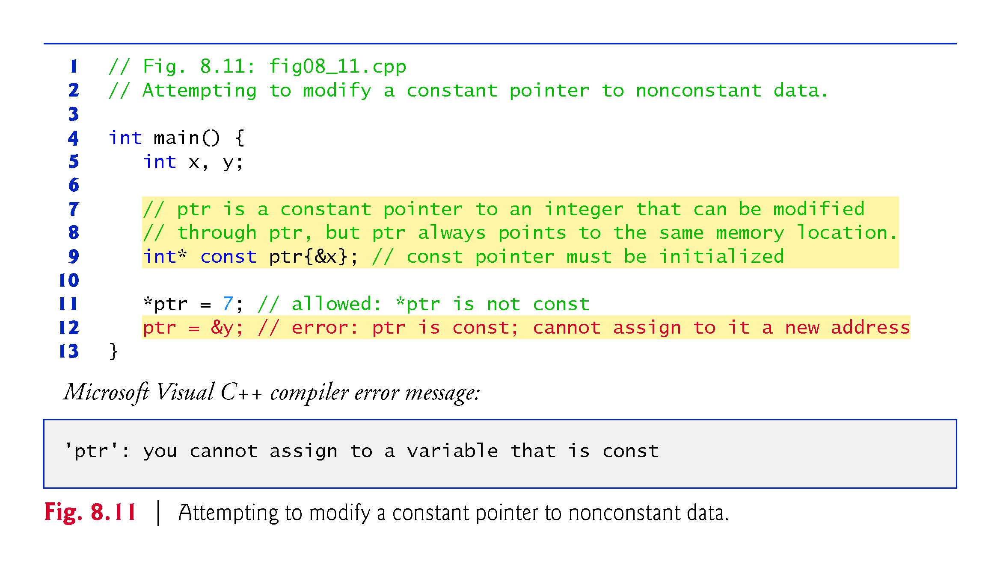 1 // Fig. 8.11: fig08_11.cpp
2 // Attempting to modify a constant pointer to nonconstant data.
3
4 int main() {
5    int x, y;
6
7    // ptr is a constant pointer to an integer that can be modified
8    // through ptr, but ptr always points to the same memory location.
9    int* const ptr{&x}; // const pointer must be initialized
10
11    *ptr = 7; // allowed: *ptr is not const
12    ptr = &y; // error: ptr is const; cannot assign to it a new address
13 }
Microsoft Visual C++ compiler error message:
'ptr': you cannot assign to a variable that is const
Fig. 8.11 | Attempting to modify a constant pointer to nonconstant data.